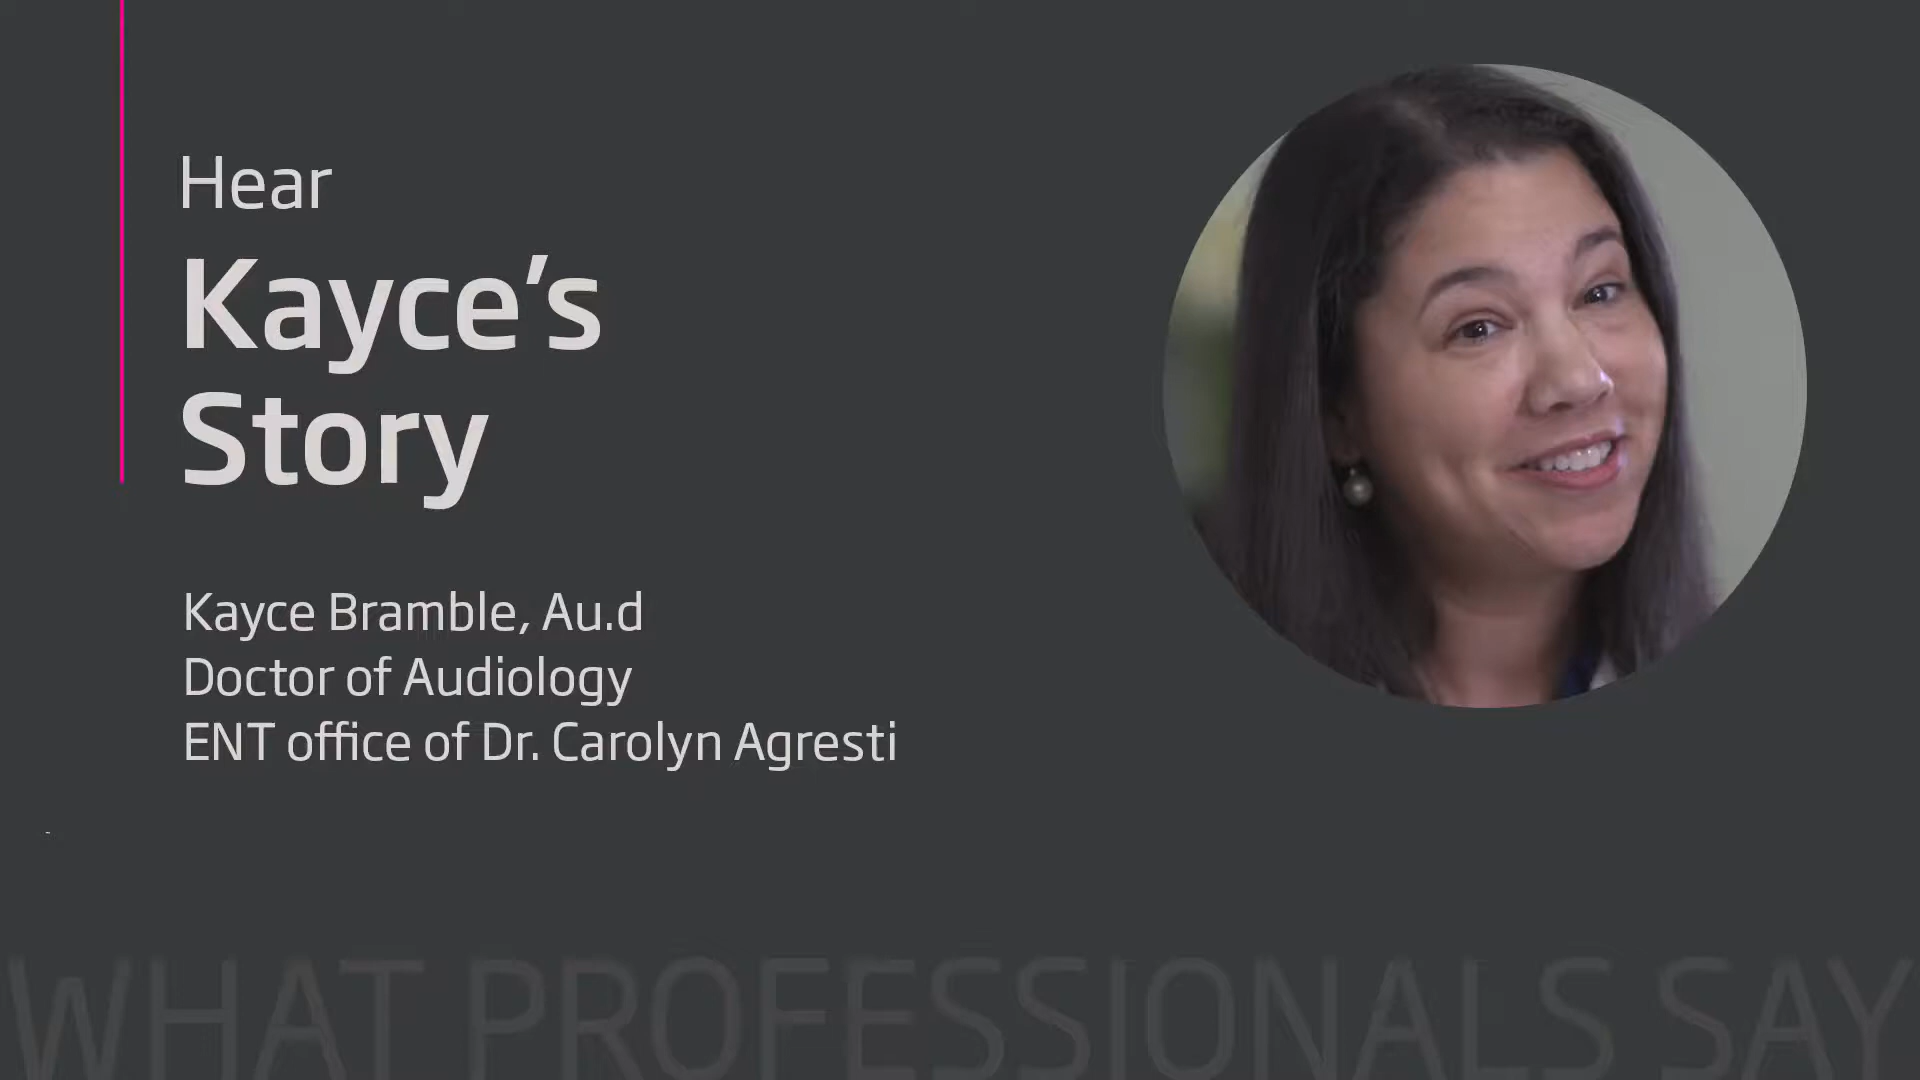 Hear
Kayce’s
Story
Kayce Bramble, Au.d
Doctor of Audiology
ENT office of Dr. Carolyn Agresti
WHAT PROFESSIONALS SAY